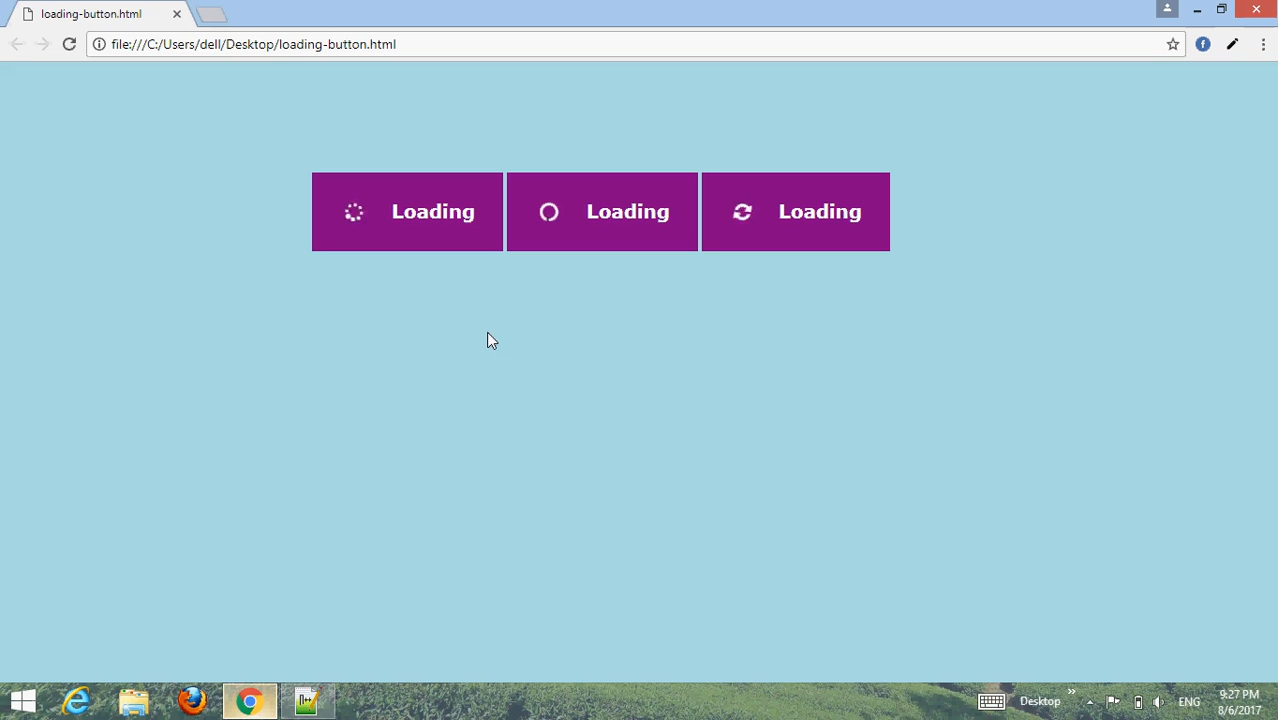 loading-button.html
file:///C:/Users/dell/Desktop/loading-button.html
Loading Loading Loading
Desktop
ENG
9:27 PM
8/6/2017